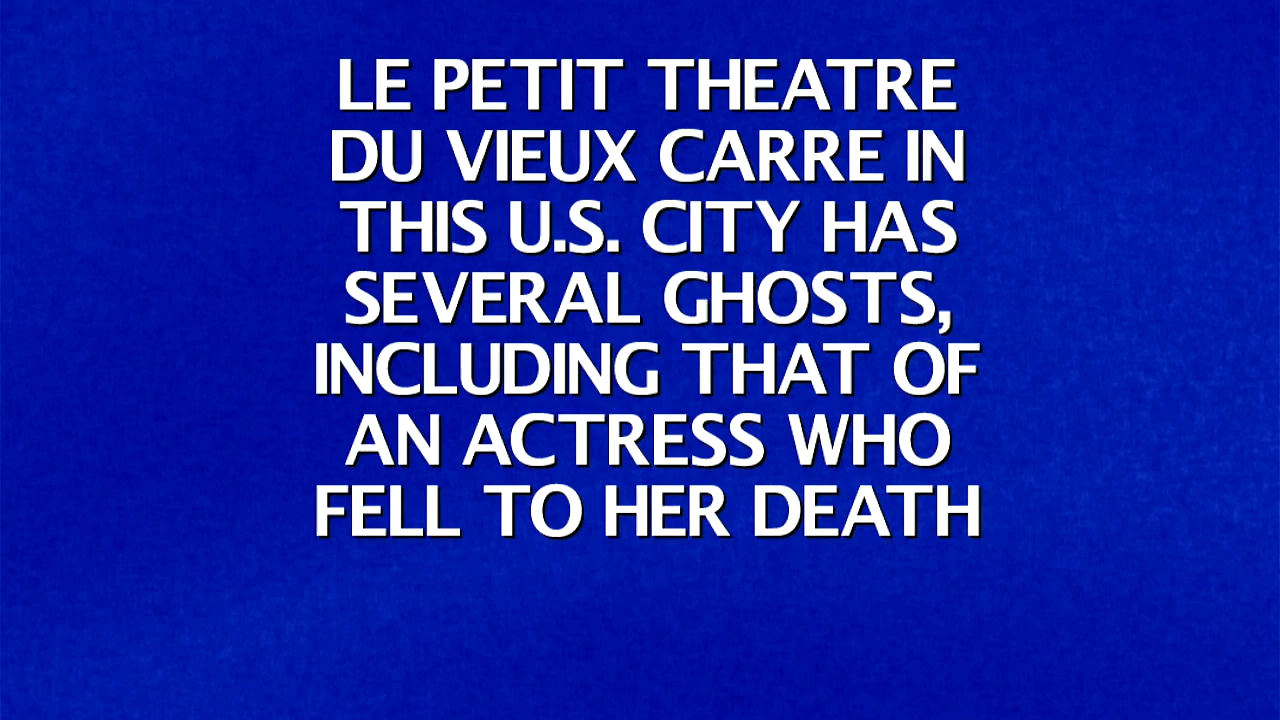 LE PETIT THEATRE
DU VIEUX CARRE IN
THIS U.S. CITY HAS
SEVERAL GHOSTS,
INCLUDING THAT OF
AN ACTRESS WHO
FELL TO HER DEATH